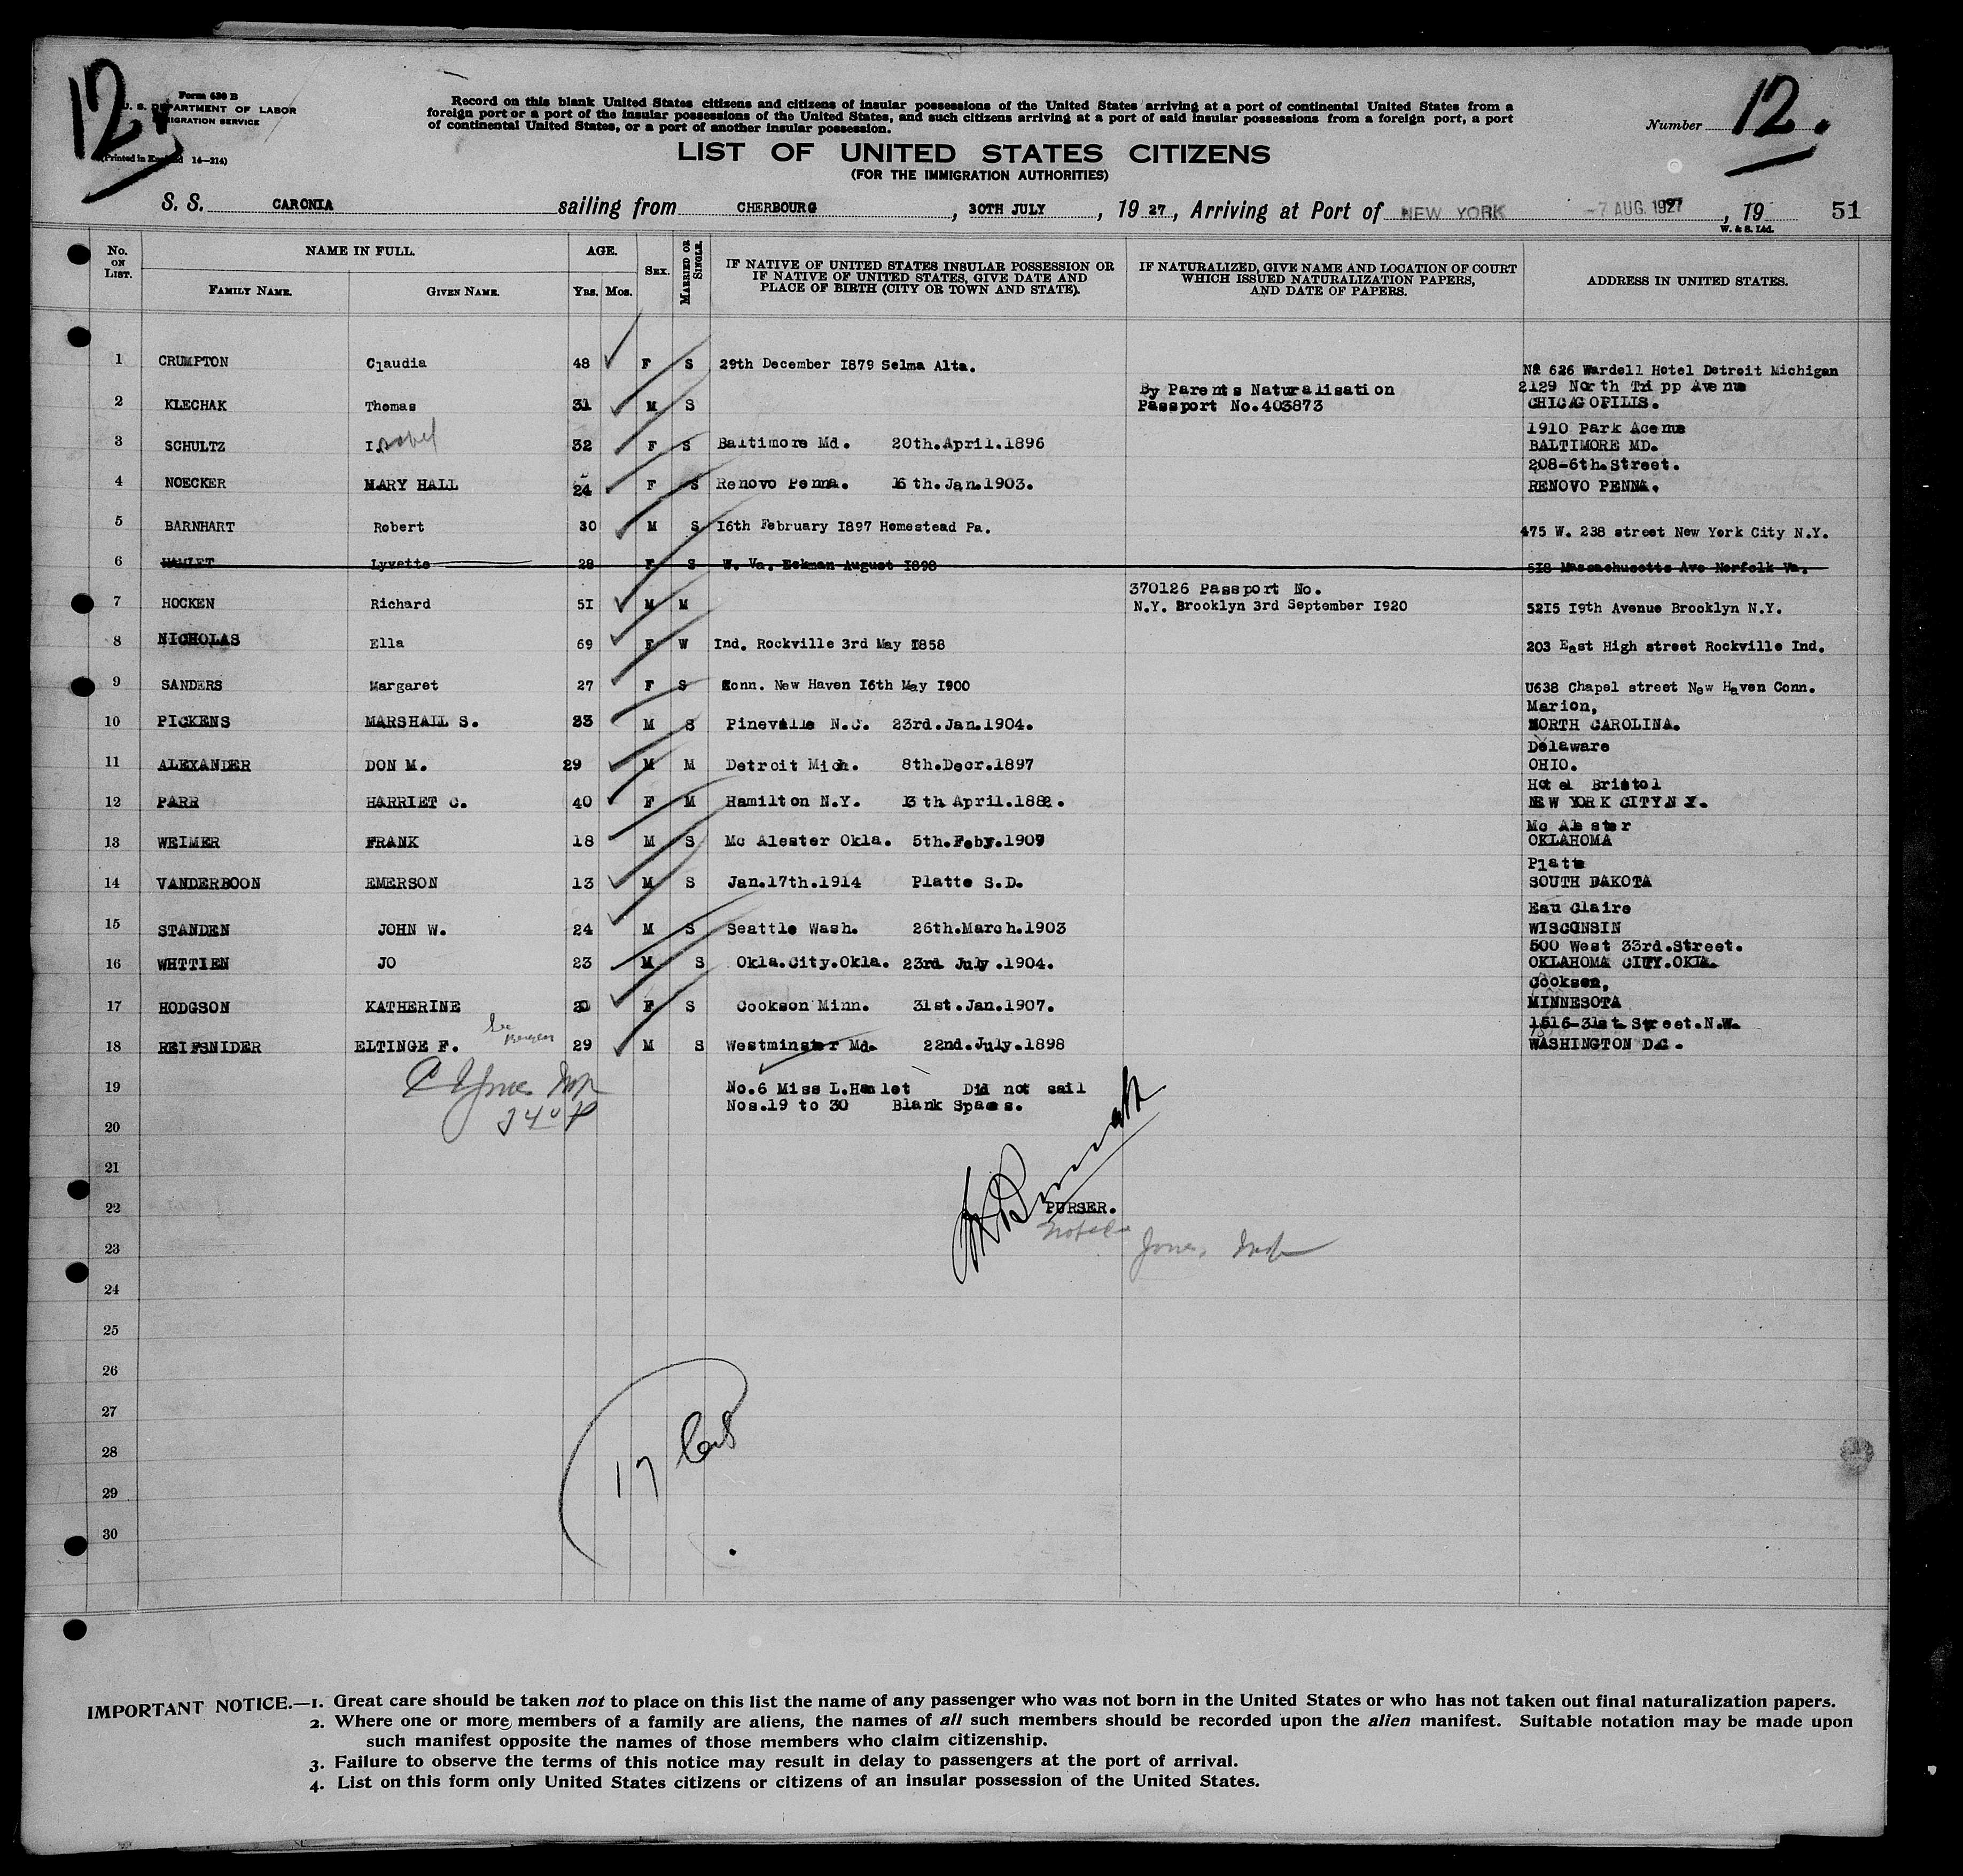 12
Form 630 B
U. S. DEPARTMENT OF LABOR
IMMIGRATION SERVICE
(Printed in England 14—214)
Record on this blank United States citizens and citizens of insular possessions of the United States arriving at a port of continental United States from a
foreign port or a port of the insular possessions of the United States, and such citizens arriving at a port of said insular possessions from a foreign port, a port
of continental United States, or a port of another insular possession.
Number 12.
LIST OF UNITED STATES CITIZENS
(FOR THE IMMIGRATION AUTHORITIES)
S. S. CARONIA sailing from CHERBOURG, 30TH JULY, 19 27, Arriving at Port of NEW YORK -7 AUG. 1927, 19 51
W. & S. Ltd.
No. ON LIST. NAME IN FULL. AGE. SEX. MARRIED OR SINGLE. IF NATIVE OF UNITED STATES INSULAR POSSESSION OR IF NATIVE OF UNITED STATES, GIVE DATE AND PLACE OF BIRTH (CITY OR TOWN AND STATE). IF NATURALIZED, GIVE NAME AND LOCATION OF COURT WHICH ISSUED NATURALIZATION PAPERS, AND DATE OF PAPERS. ADDRESS IN UNITED STATES.
FAMILY NAME. GIVEN NAME. YRS. MOS.
1 CRUMPTON Claudia 48 F S 29th December 1879 Selma Alta. No 626 Wardell Hotel Detroit Michigan
2 KLECHAK Thomas 31 M S By Parents Naturalisation Passport No.403873 2129 North Tripp Avenue CHICAGO PILIS.
3 SCHULTZ Isobel 32 F S Baltimore Md. 20th.April.1896 1910 Park Acenue BALTIMORE MD.
4 NOECKER MARY HALL 24 F S Renovo Penna. 16th.Jan.1903. 208-6th.Street. RENOVO PENNA.
5 BARNHART Robert 30 M S 16th February 1897 Homestead Pa. 475 W. 238 street New York City N.Y.
6 HAMLET Lyvette 28 F S W. Va. Eckman August 1898 518 Massachusetts Ave Norfolk Va.
7 HOCKEN Richard 51 M M 370126 Passport No. N.Y. Brooklyn 3rd September 1920 5215 19th Avenue Brooklyn N.Y.
8 NICHOLAS Ella 69 F W Ind. Rockville 3rd May 1858 203 East High street Rockville Ind.
9 SANDERS Margaret 27 F S Conn. New Haven 16th May 1900 U638 Chapel street New Haven Conn.
10 PICKENS MARSHALL S. 23 M S Pineville N.C. 23rd.Jan.1904. Marion, NORTH CAROLINA.
11 ALEXANDER DON M. 29 M M Detroit Mich. 8th.Decr.1897 Delaware OHIO.
12 PARR HARRIET C. 40 F M Hamilton N.Y. 13th April.1882. Hotel Bristol NEW YORK CITY N Y.
13 WEIMER FRANK 18 M S Mc Alester Okla. 5th.Feby.1909 Mc Alester OKLAHOMA
14 VANDERBOON EMERSON 13 M S Jan.17th.1914 Platte S.D. Platte SOUTH DAKOTA
15 STANDEN JOHN W. 24 M S Seattle Wash. 26th.March.1903 Eau Claire WISCONSIN
16 WHTTIEN JO 23 M S Okla.City.Okla. 23rd July.1904. 500 West 33rd.Street. OKLAHOMA CITY.OKLA.
17 HODGSON KATHERINE 20 F S Cookson Minn. 31st.Jan.1907. Cookson, MINNESOTA
18 REIFSNIDER ELTINGE F. 29 M S Westminster Md. 22nd.July.1898 1516-31st.Street.N.W. WASHINGTON D.C.
19 No.6 Miss L.Hamlet Did not sail
Nos.19 to 30 Blank Spaces.
20
21
22 PURSER.
23 Jones, Insp
24
25
26
27
28 17
29
30
IMPORTANT NOTICE.—1. Great care should be taken not to place on this list the name of any passenger who was not born in the United States or who has not taken out final naturalization papers.
2. Where one or more members of a family are aliens, the names of all such members should be recorded upon the alien manifest. Suitable notation may be made upon
such manifest opposite the names of those members who claim citizenship.
3. Failure to observe the terms of this notice may result in delay to passengers at the port of arrival.
4. List on this form only United States citizens or citizens of an insular possession of the United States.